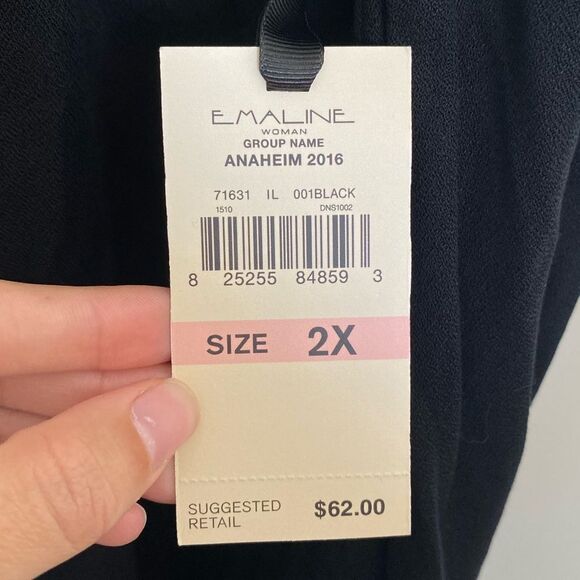 EMALINE
WOMAN
GROUP NAME
ANAHEIM 2016
71631 IL 001BLACK
1510 DNS1002
8 25255 84859 3
SIZE 2X
SUGGESTED
RETAIL $62.00